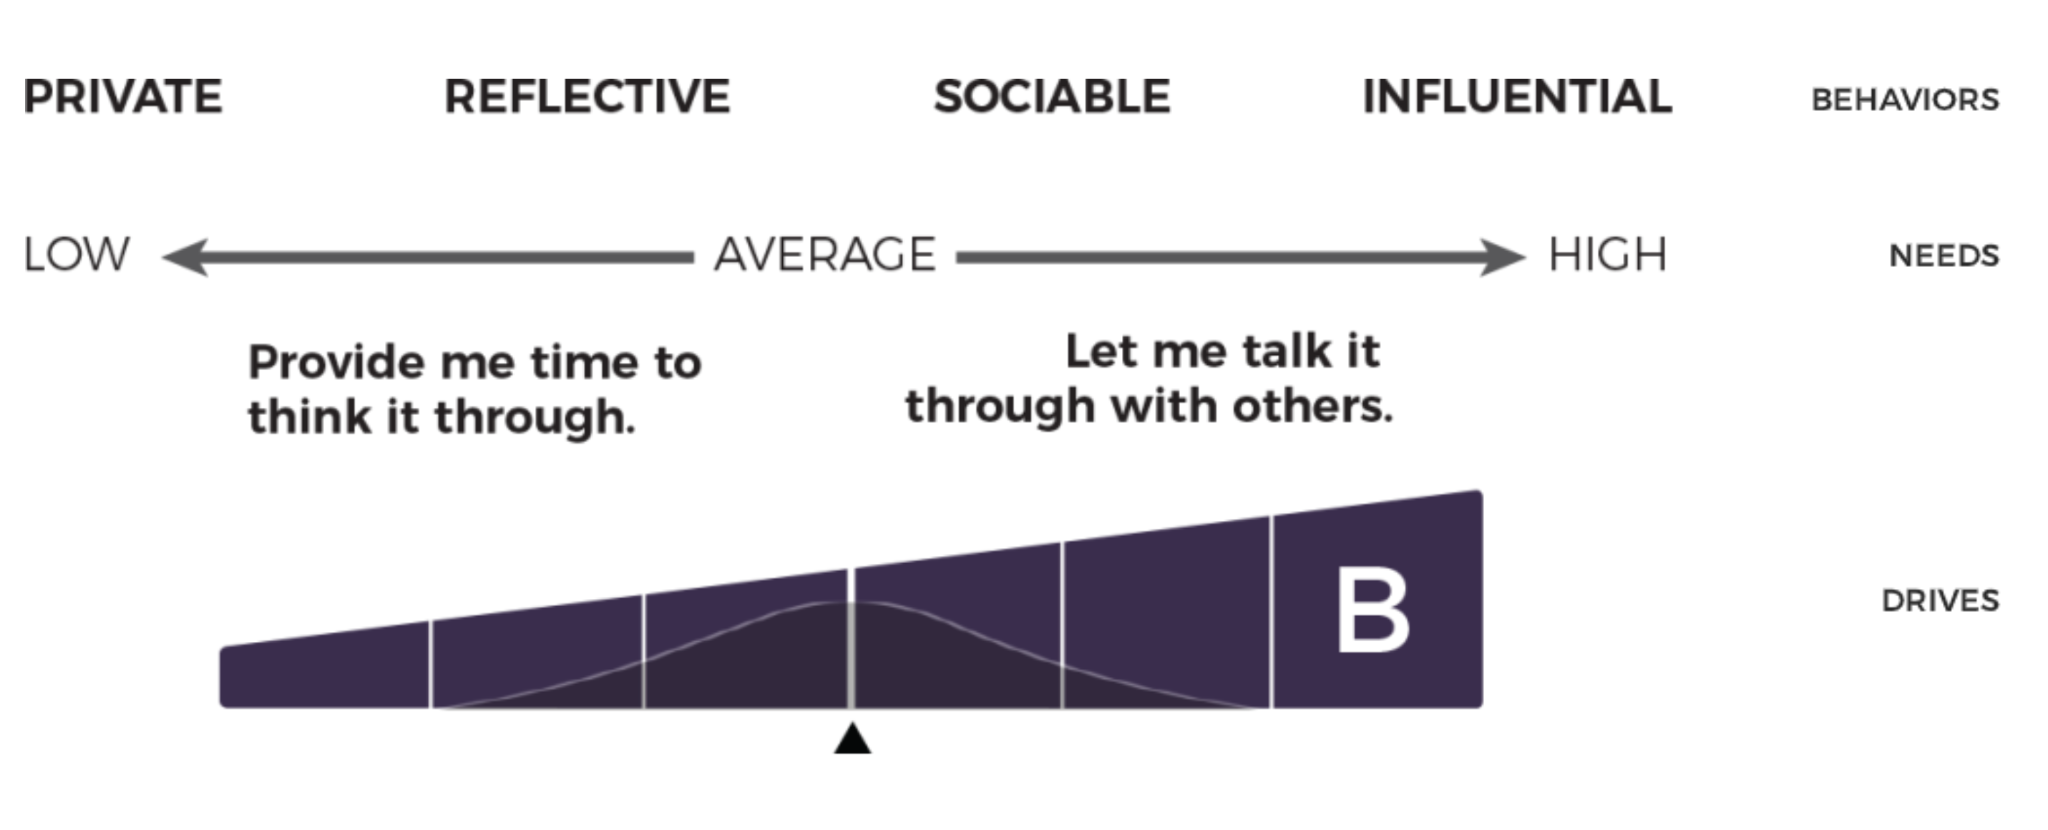 PRIVATE REFLECTIVE SOCIABLE INFLUENTIAL BEHAVIORS
LOW AVERAGE HIGH NEEDS
Provide me time to
think it through.
Let me talk it
through with others.
B
DRIVES